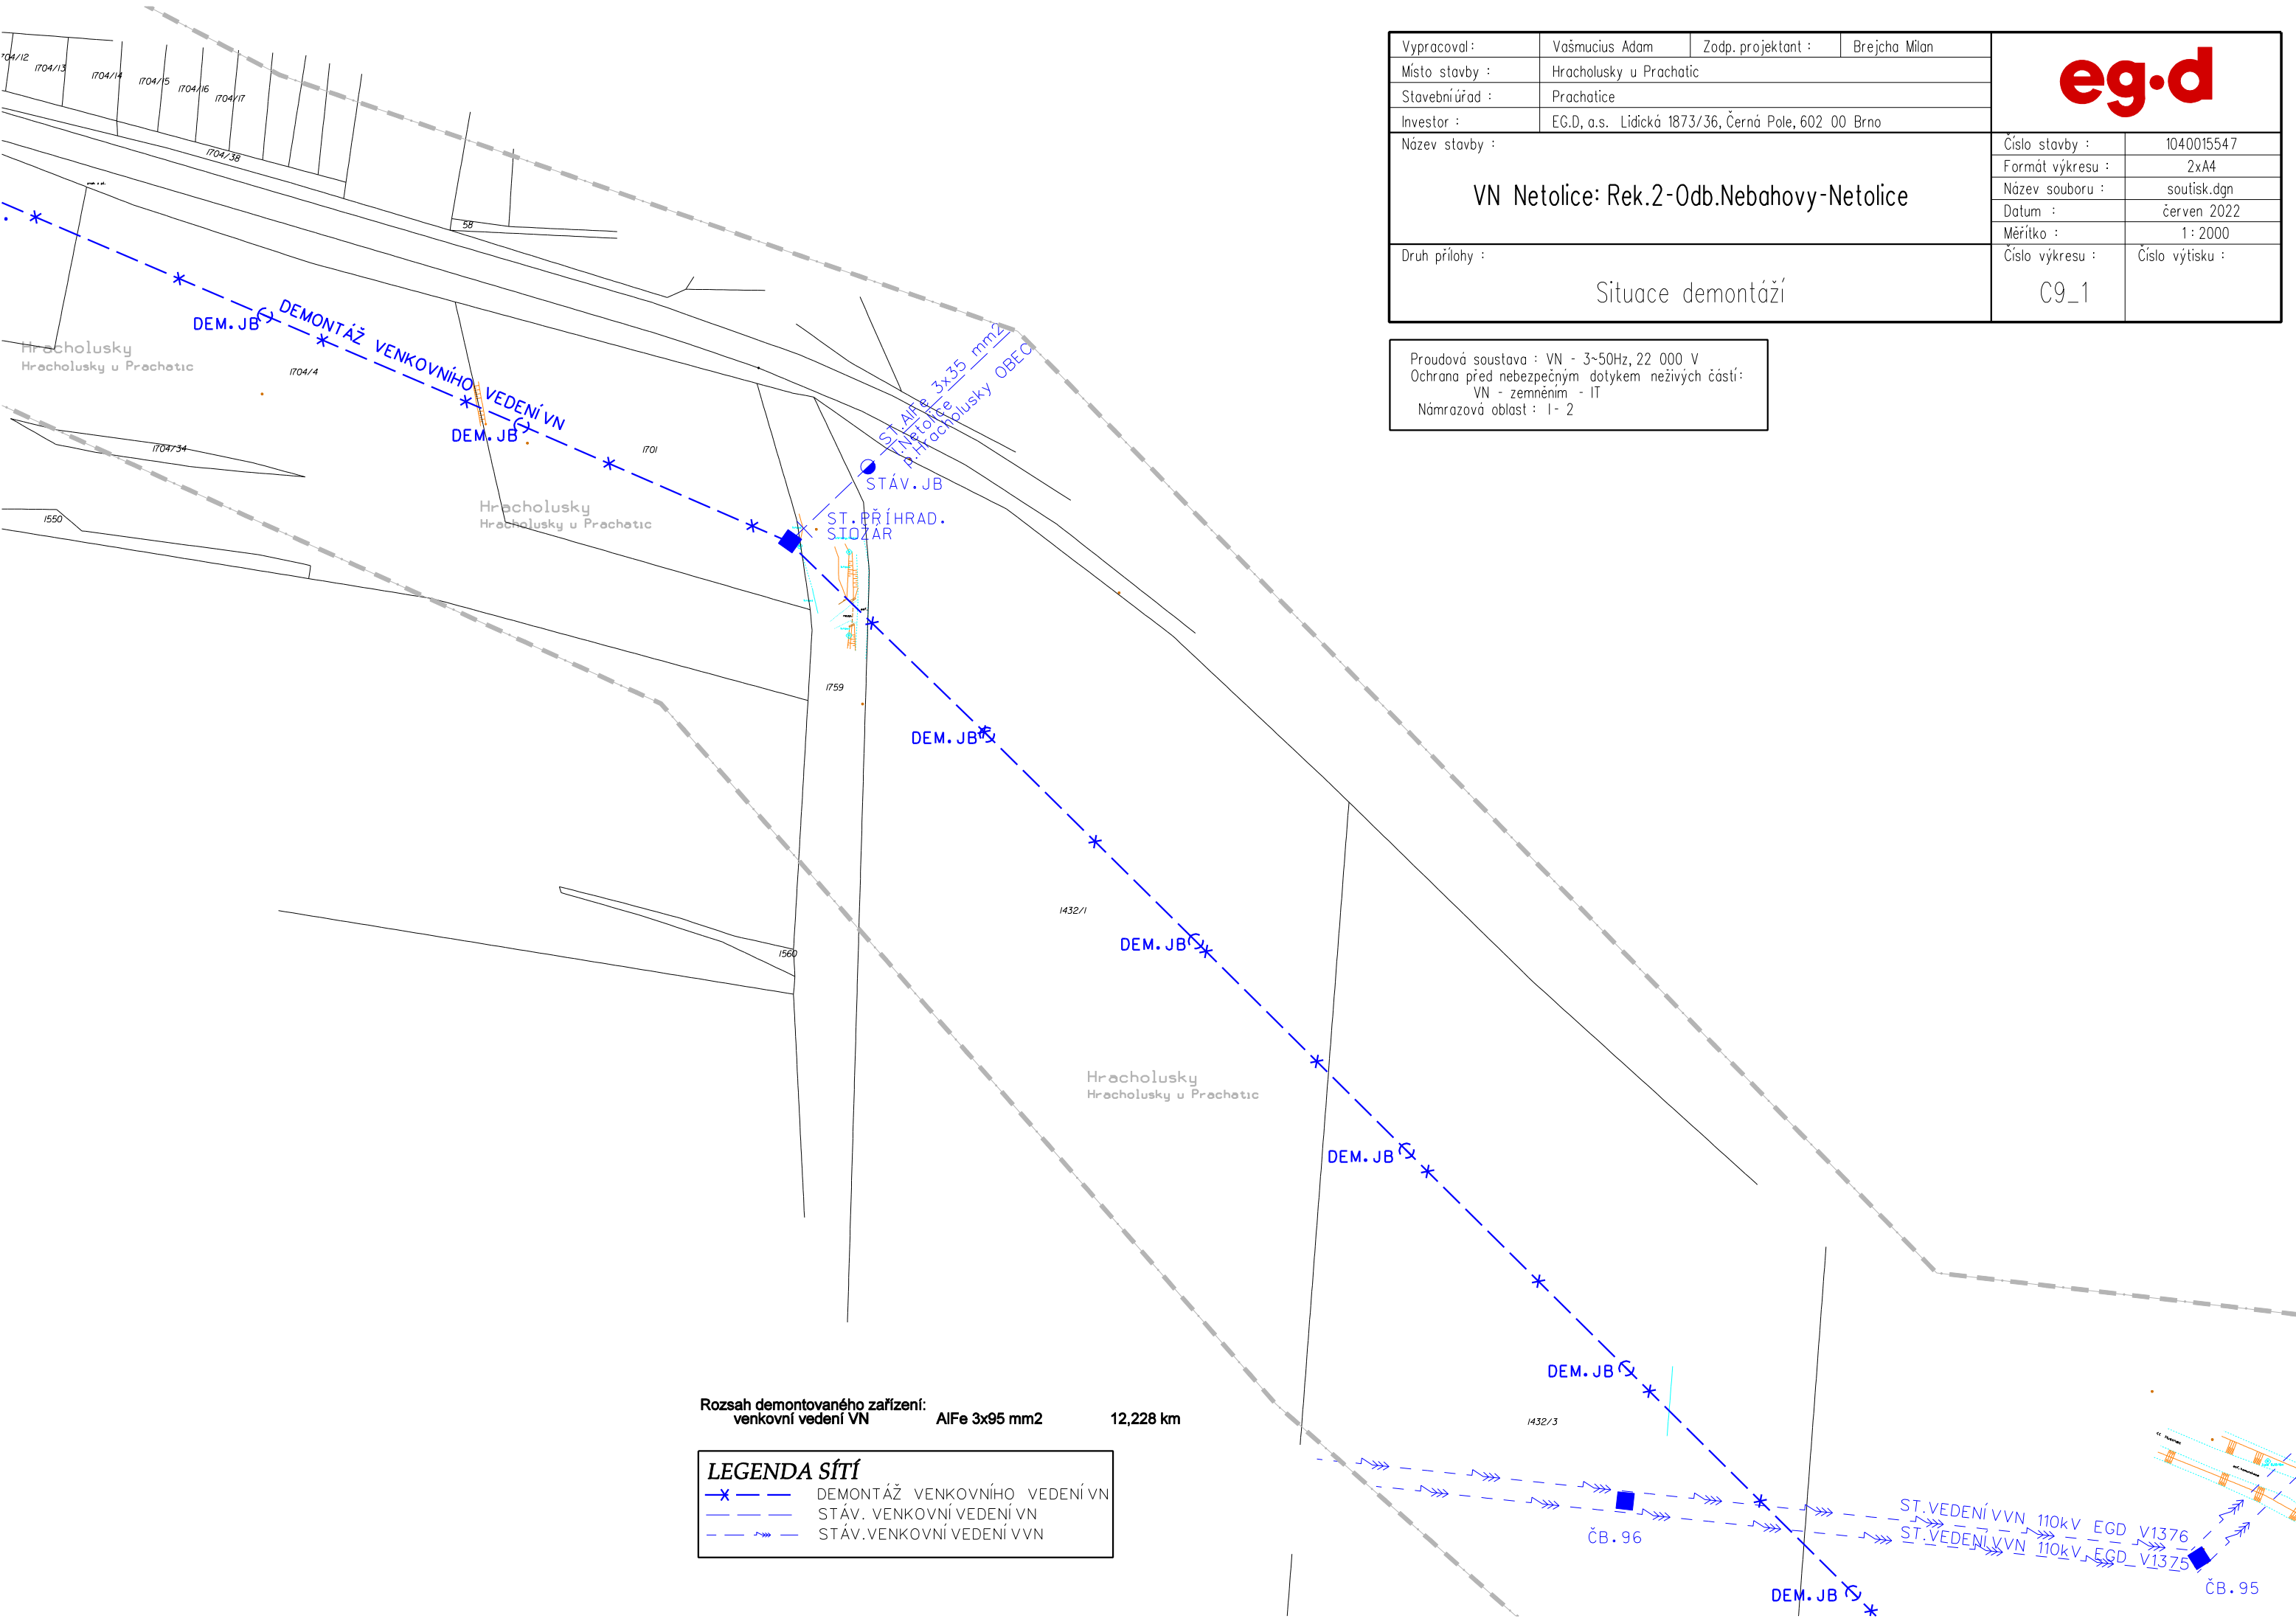 Vypracoval: Vašmucius Adam Zodp. projektant: Brejcha Milan
Místo stavby: Hracholusky u Prachatic
Stavební úřad: Prachatice
Investor: EG.D, a.s. Lidická 1873/36, Černá Pole, 602 00 Brno
eg·d
Název stavby:
VN Netolice: Rek.2-Odb.Nebahovy-Netolice
Číslo stavby: 1040015547
Formát výkresu: 2xA4
Název souboru: soutisk.dgn
Datum: červen 2022
Měřítko: 1:2000
Druh přílohy:
Situace demontáží
Číslo výkresu:
C9_1
Číslo výtisku:
Proudová soustava: VN - 3~50Hz, 22 000 V
Ochrana před nebezpečným dotykem neživých částí:
VN - zemněním - IT
Námrazová oblast: I - 2
1704/13
1704/14
1704/15
1704/16
1704/17
1704/38
58
DEM.JB
DEMONTÁŽ VENKOVNÍHO VEDENÍ VN
Hracholusky
Hracholusky u Prachatic
1704/4
DEM.JB
1704/34
1701
1550
Hracholusky
Hracholusky u Prachatic
ST.AlFe 3x35 mm2
l.Netolice
p.Hracholusky OBEC
STÁV.JB
ST.PŘÍHRAD.
STOŽÁR
1759
DEM.JB
1432/1
DEM.JB
1560
Hracholusky
Hracholusky u Prachatic
DEM.JB
DEM.JB
1432/3
ČB.96
ST.VEDENÍ VVN 110kV EGD V1376
ST.VEDENÍ VVN 110kV EGD V1375
ČB.95
DEM.JB
Rozsah demontovaného zařízení:
venkovní vedení VN AlFe 3x95 mm2 12,228 km
LEGENDA SÍTÍ
DEMONTÁŽ VENKOVNÍHO VEDENÍ VN
STÁV. VENKOVNÍ VEDENÍ VN
STÁV.VENKOVNÍ VEDENÍ VVN